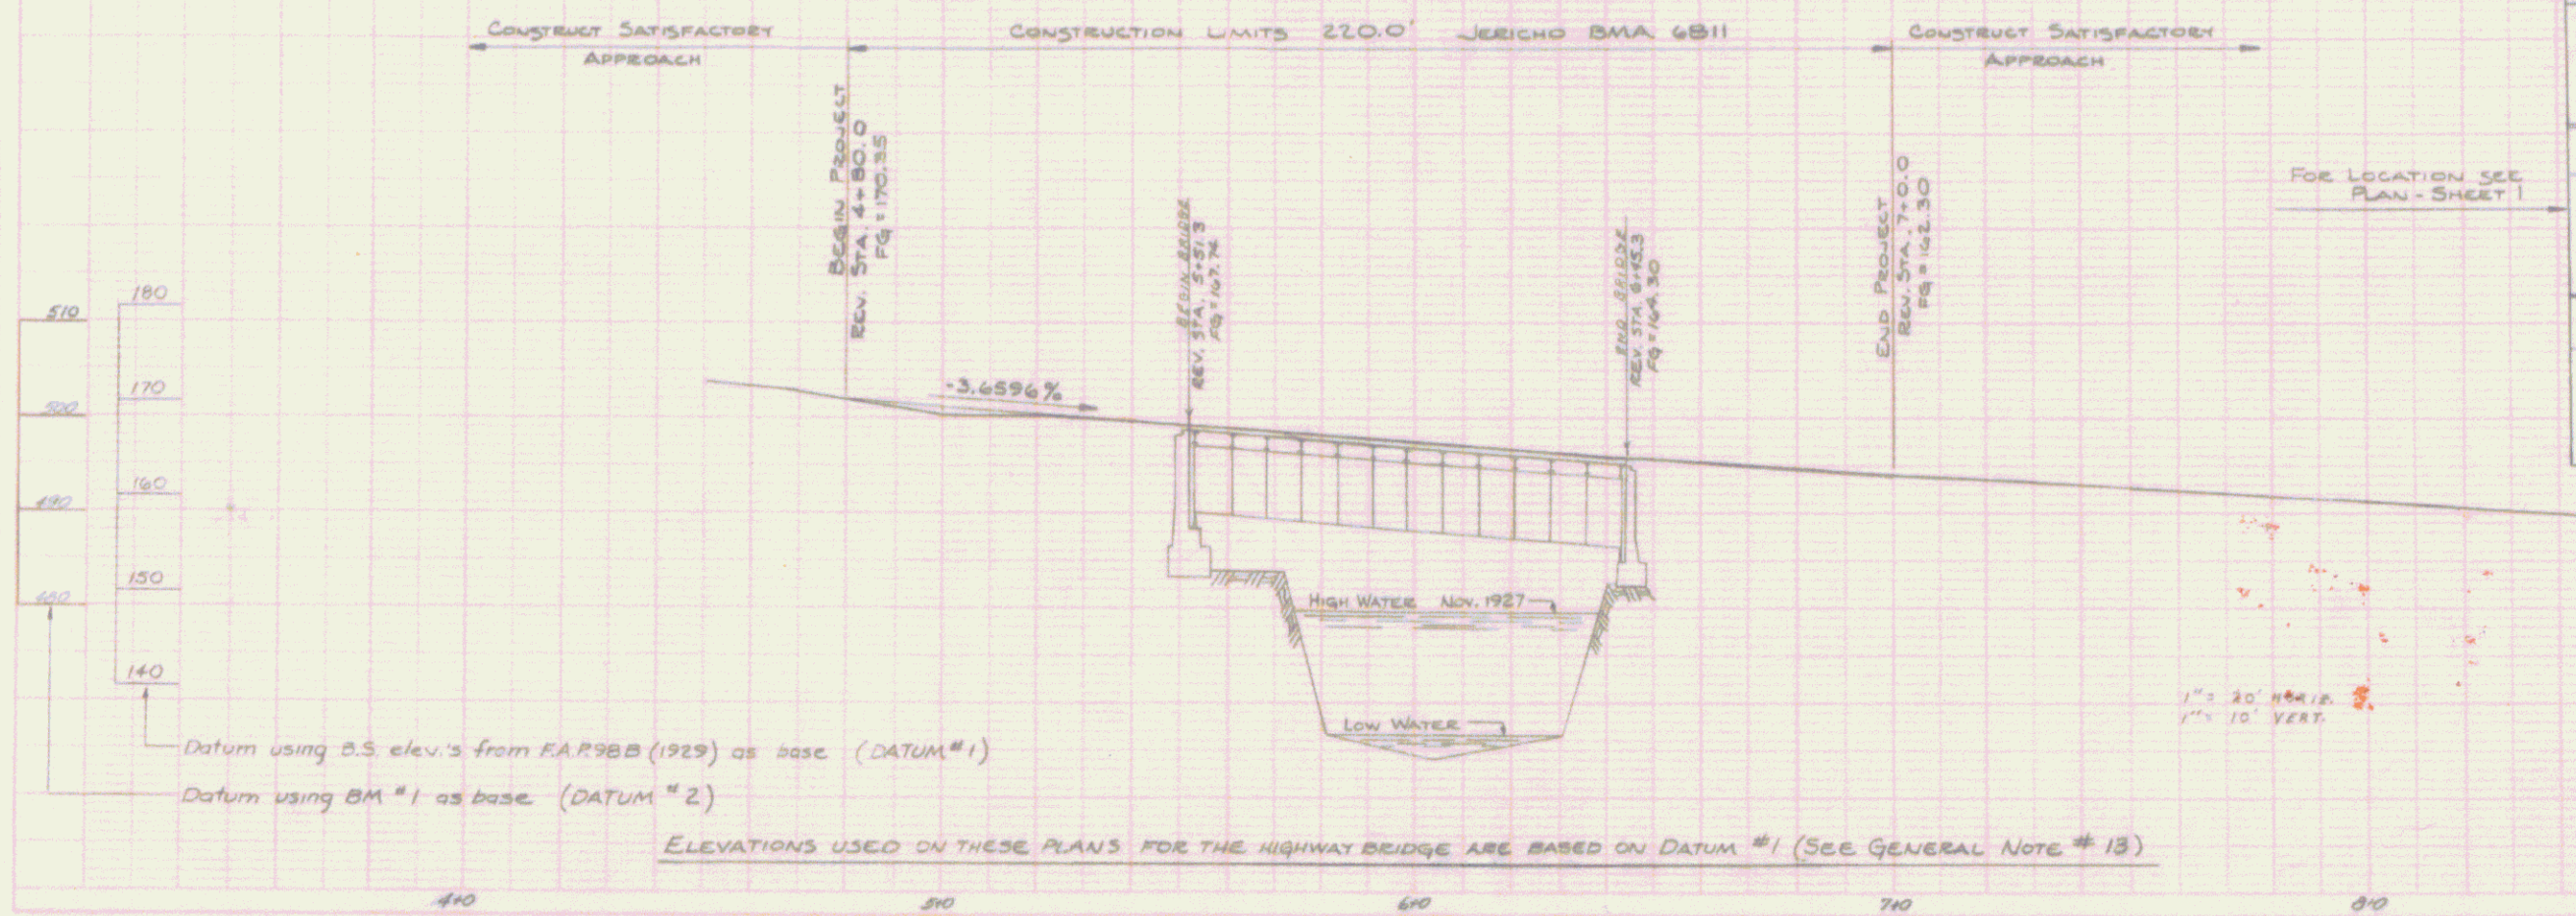 CONSTRUCT SATISFACTORY
APPROACH
CONSTRUCTION LIMITS 220.0' JERICHO BMA 6811
CONSTRUCT SATISFACTORY
APPROACH
BEGIN PROJECT
REV. STA. 4+80.0
FG=170.35
BEGIN BRIDGE
REV. STA. 5+51.3
FG=167.74
END BRIDGE
REV. STA. 6+45.3
FG=164.30
END PROJECT
REV. STA. 7+0.0
FG=162.30
FOR LOCATION SEE
PLAN - SHEET 1
510
500
490
480
180
170
160
150
140
-3.6596%
HIGH WATER NOV. 1927
LOW WATER
1"= 20' HORIZ.
1"= 10' VERT.
Datum using B.S. elev.'s from F.A.P.98B (1929) as base (DATUM #1)
Datum using BM #1 as base (DATUM #2)
ELEVATIONS USED ON THESE PLANS FOR THE HIGHWAY BRIDGE ARE BASED ON DATUM #1 (SEE GENERAL NOTE # 13)
4+0 5+0 6+0 7+0 8+0